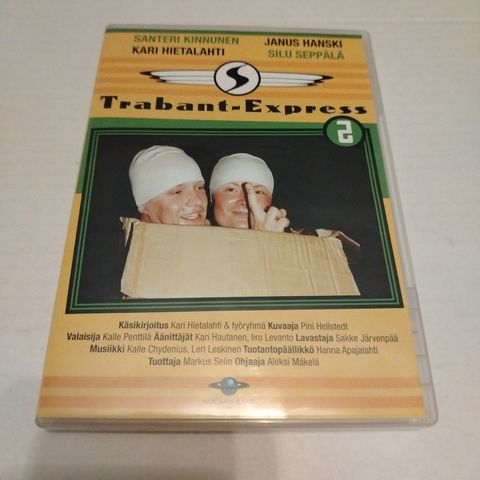 SANTERI KINNUNEN JANUS HANSKI
KARI HIETALAHTI SILU SEPPÄLÄ
S
Trabant-Express
2
Käsikirjoitus Kari Hietalahti & työryhmä Kuvaaja Pini Hellstedt
Valaisija Kalle Penttilä Äänittäjät Kari Hautanen, Iiro Levanto Lavastaja Sakke Järvenpää
Musiikki Kalle Chydenius, Leri Leskinen Tuotantopäällikkö Hanna Apajalahti
Tuottaja Markus Selin Ohjaaja Aleksi Mäkelä